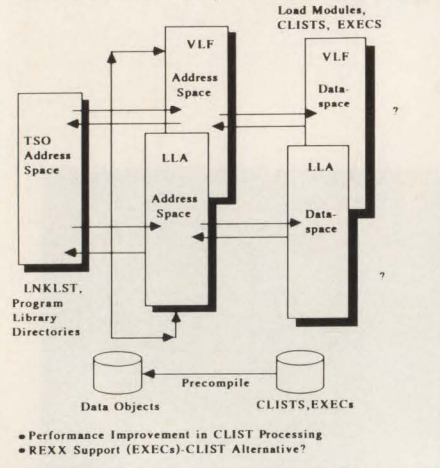 Load Modules,
CLISTS, EXECS
VLF
Address
Space
VLF
Data-
space
?
TSO
Address
Space
LLA
Address
Space
LLA
Data-
space
?
LNKLST,
Program
Library
Directories
Precompile
Data Objects
CLISTS,EXECs
• Performance Improvement in CLIST Processing
• REXX Support (EXECs)-CLIST Alternative?